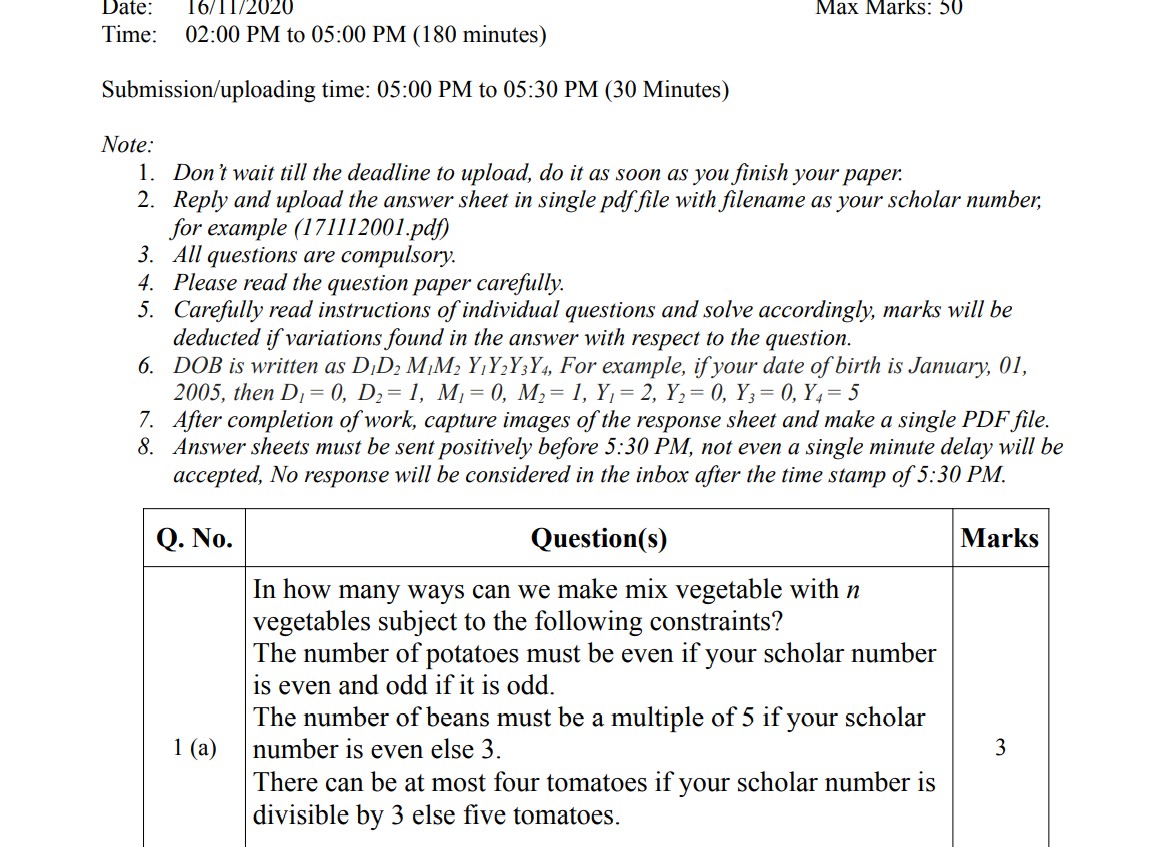 Date: 16/11/2020 Max Marks: 50
Time: 02:00 PM to 05:00 PM (180 minutes)
Submission/uploading time: 05:00 PM to 05:30 PM (30 Minutes)
Note:
1. Don't wait till the deadline to upload, do it as soon as you finish your paper.
2. Reply and upload the answer sheet in single pdf file with filename as your scholar number,
for example (171112001.pdf)
3. All questions are compulsory.
4. Please read the question paper carefully.
5. Carefully read instructions of individual questions and solve accordingly, marks will be
deducted if variations found in the answer with respect to the question.
6. DOB is written as D₁D₂ M₁M₂ Y₁Y₂Y₃Y₄, For example, if your date of birth is January, 01,
2005, then D₁ = 0, D₂ = 1, M₁ = 0, M₂ = 1, Y₁ = 2, Y₂ = 0, Y₃ = 0, Y₄ = 5
7. After completion of work, capture images of the response sheet and make a single PDF file.
8. Answer sheets must be sent positively before 5:30 PM, not even a single minute delay will be
accepted, No response will be considered in the inbox after the time stamp of 5:30 PM.
Q. No. Question(s) Marks
In how many ways can we make mix vegetable with n
vegetables subject to the following constraints?
The number of potatoes must be even if your scholar number
is even and odd if it is odd.
The number of beans must be a multiple of 5 if your scholar
1 (a) number is even else 3. 3
There can be at most four tomatoes if your scholar number is
divisible by 3 else five tomatoes.